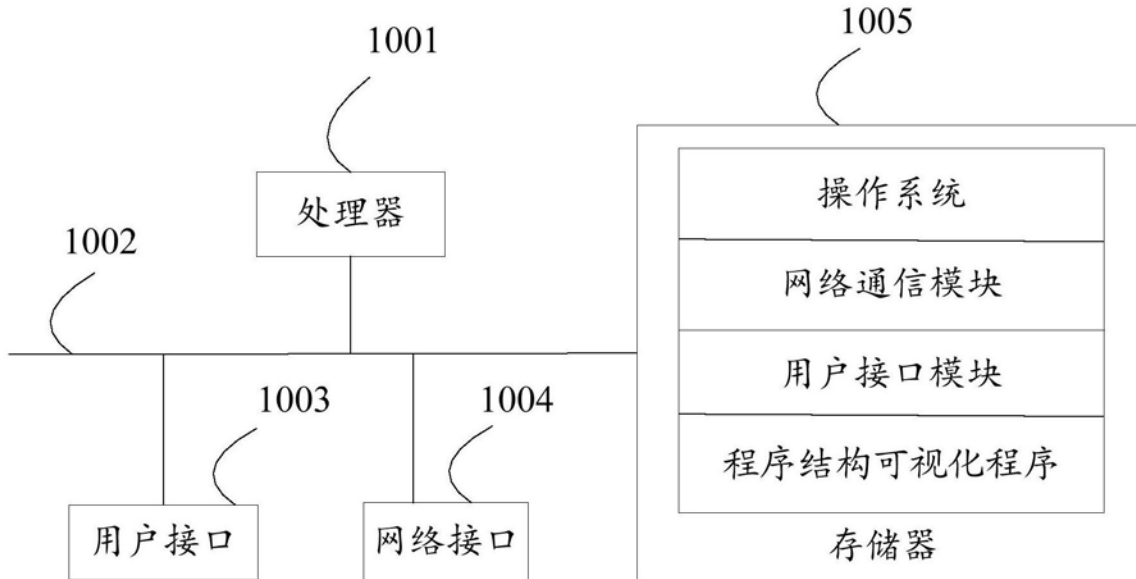 1001
1005
处理器
操作系统
1002
网络通信模块
用户接口模块
1003
1004
程序结构可视化程序
用户接口
网络接口
存储器